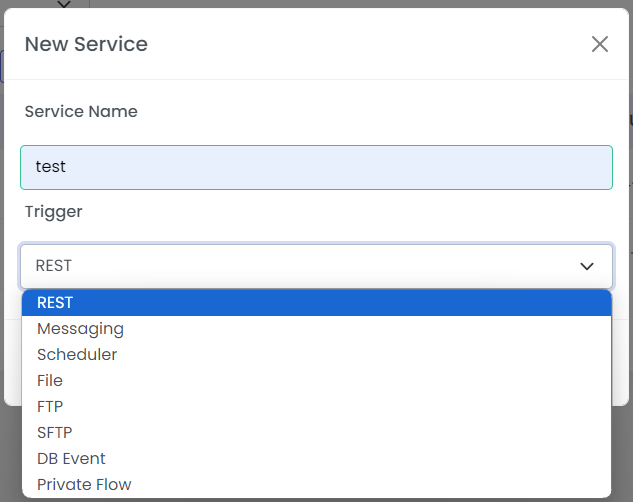 New Service
Service Name
test
Trigger
REST
REST
Messaging
Scheduler
File
FTP
SFTP
DB Event
Private Flow